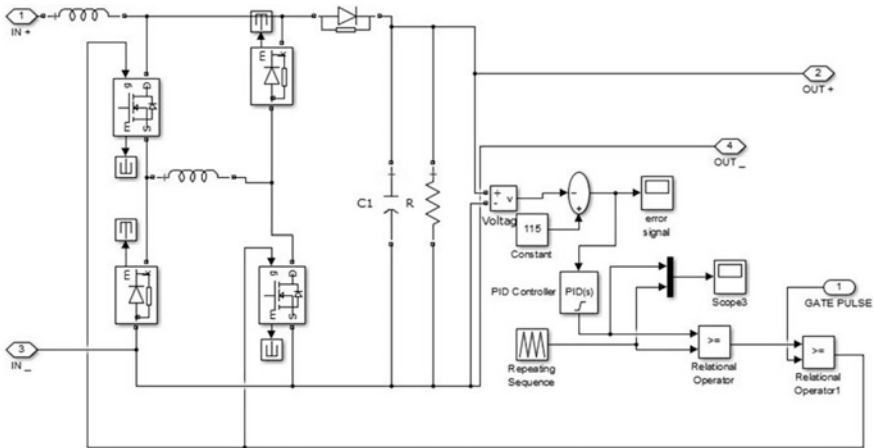 1
IN +
g
D
m
S
E
E
m
k
a
2
OUT +
4
OUT _
C1
R
+
-
v
Voltag
-
+
115
Constant
error
signal
PID Controller
PID(s)
Scope3
1
GATE PULSE
E
m
k
a
g
D
m
S
E
3
IN _
Repeating
Sequence
>=
Relational
Operator
>=
Relational
Operator1